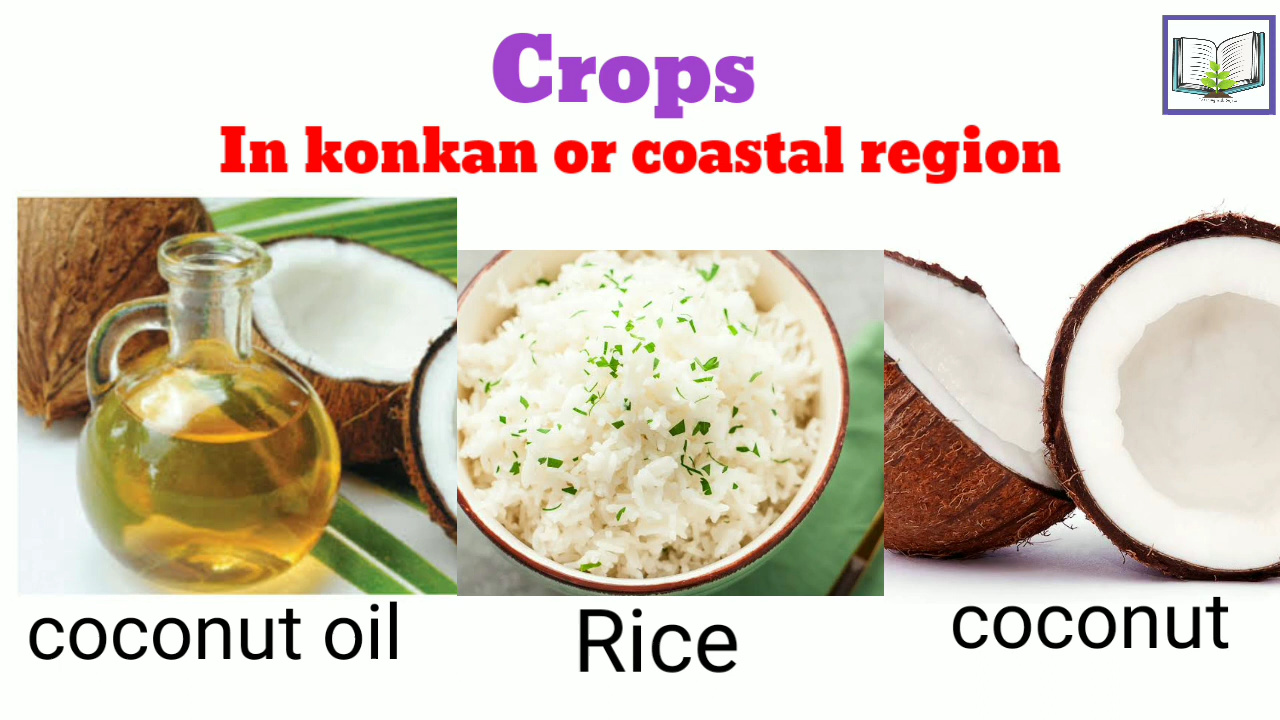 Crops
In konkan or coastal region
coconut oil
Rice
coconut